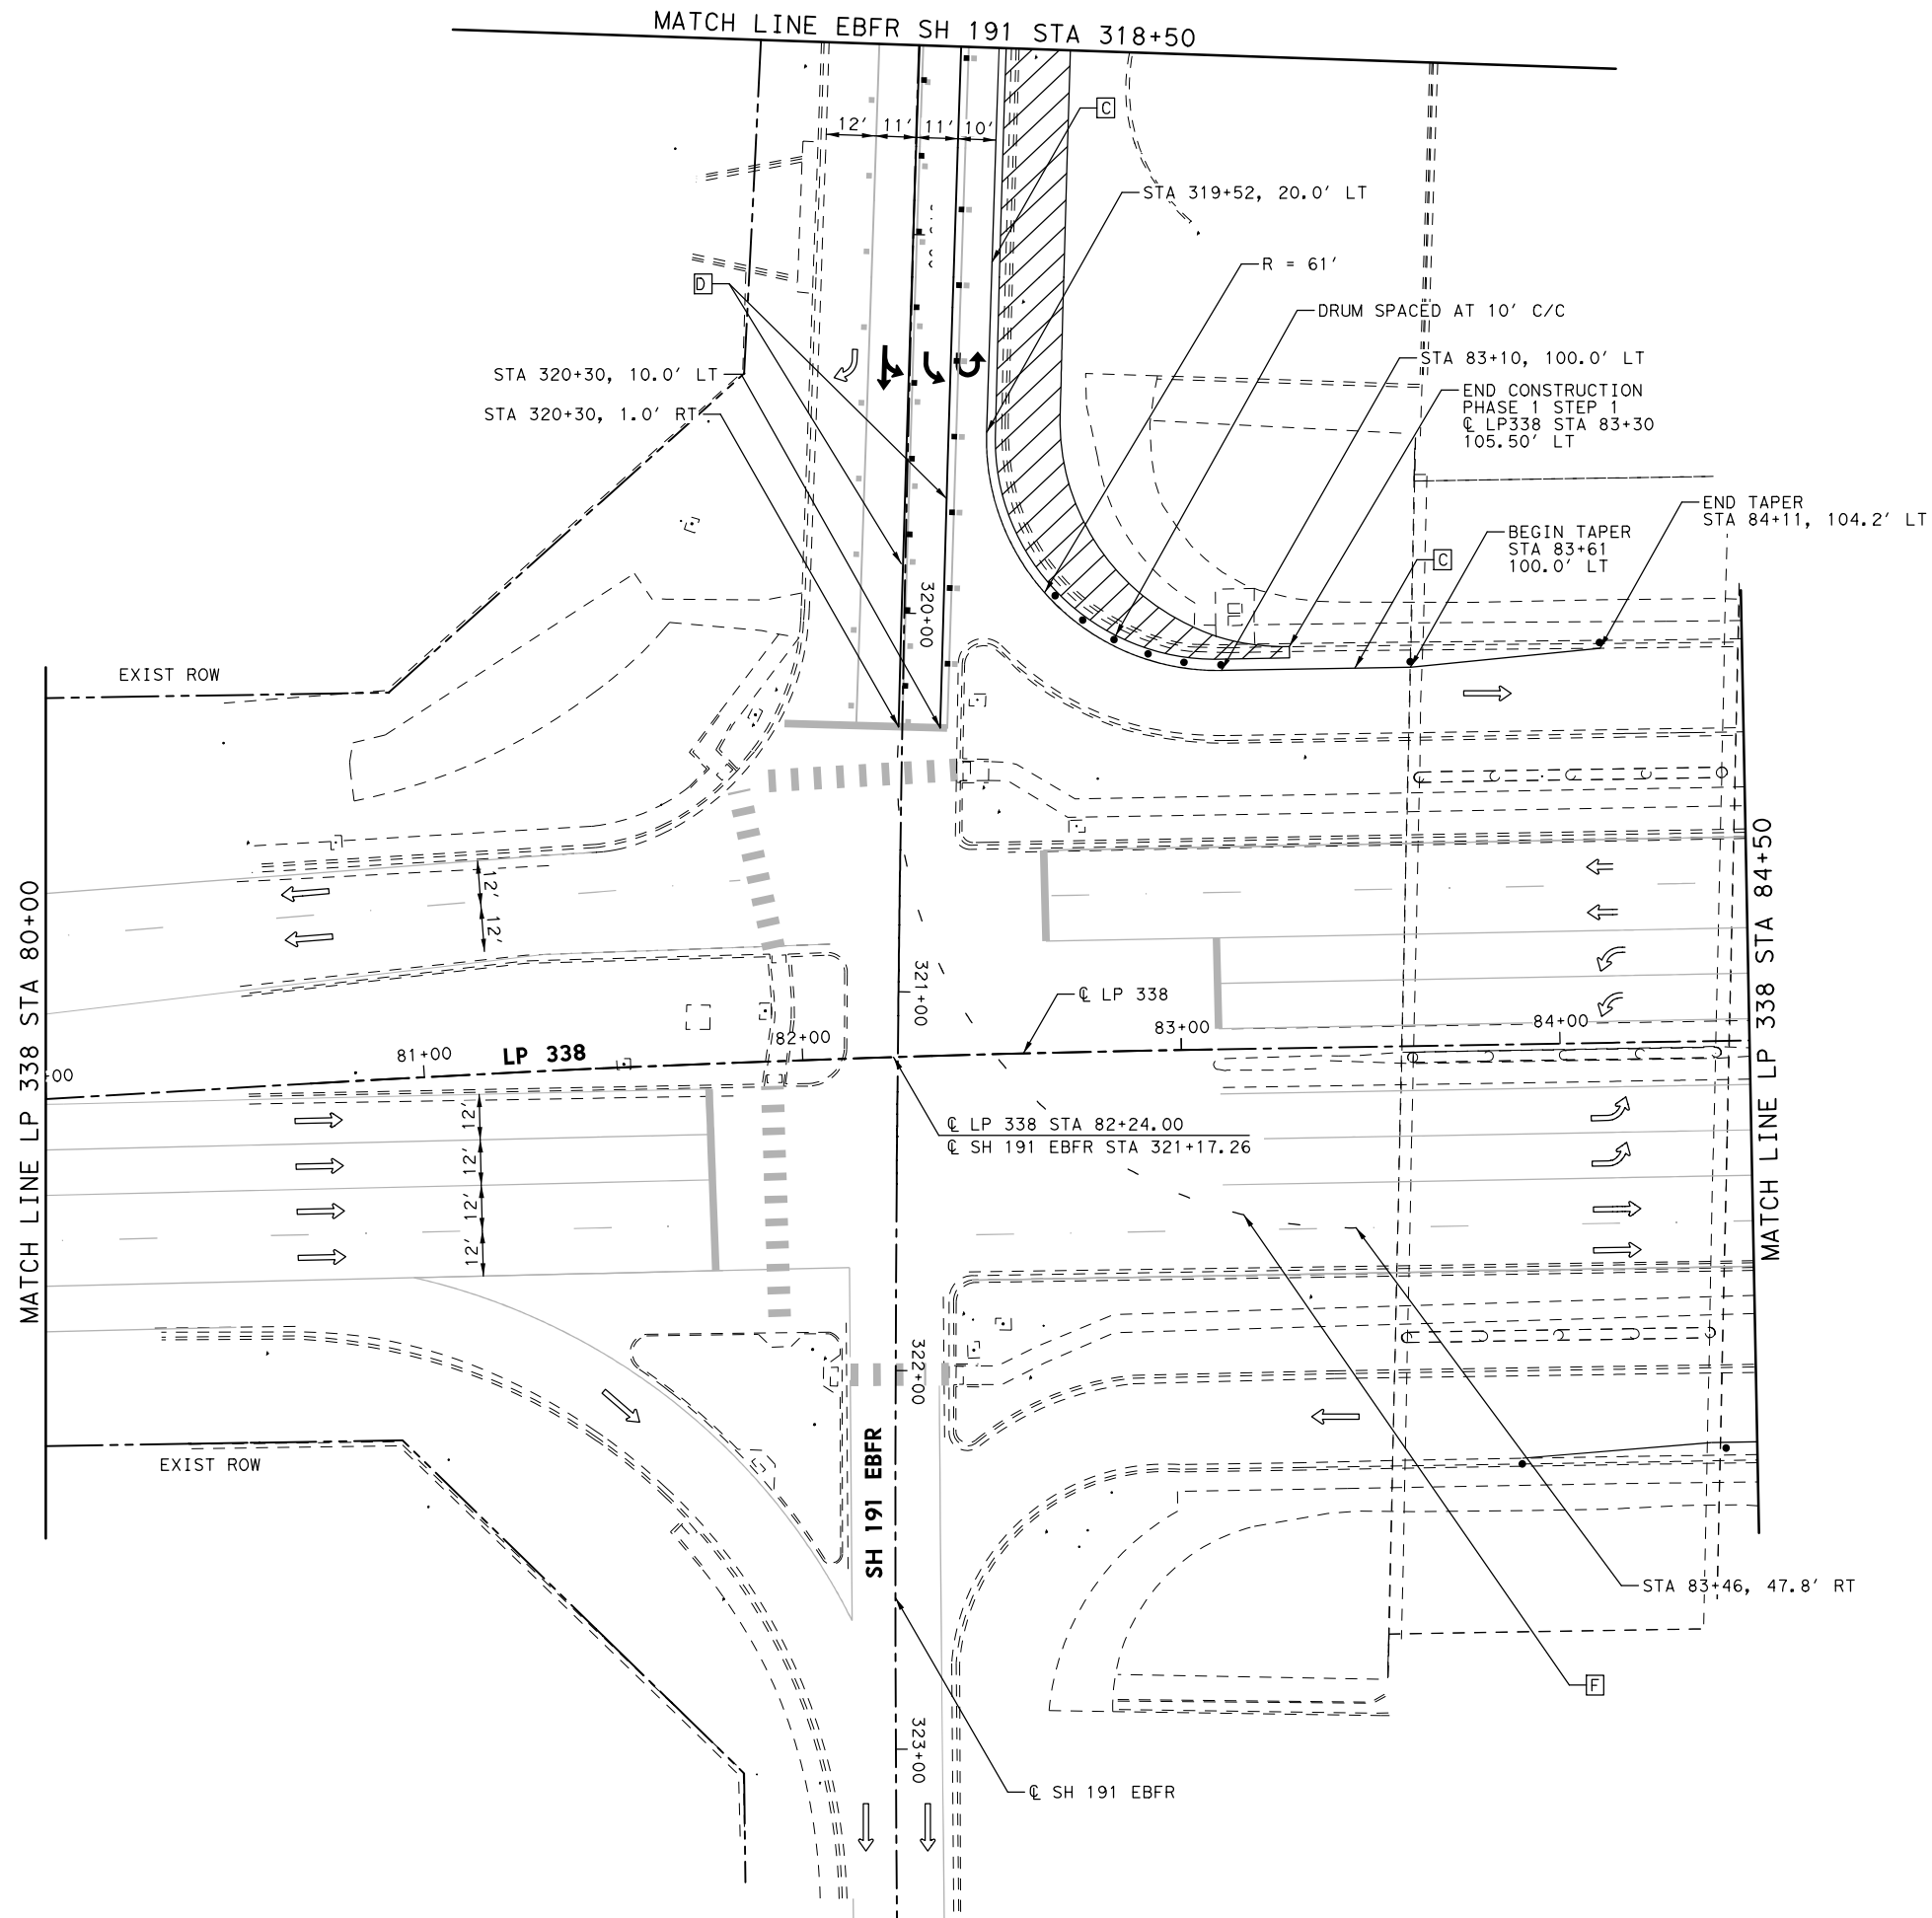 MATCH LINE EBFR SH 191 STA 318+50
12' 11' 11' 10'
C
STA 319+52, 20.0' LT
R = 61'
D
DRUM SPACED AT 10' C/C
STA 83+10, 100.0' LT
STA 320+30, 10.0' LT
END CONSTRUCTION
PHASE 1 STEP 1
℄ LP338 STA 83+30
105.50' LT
STA 320+30, 1.0' RT
END TAPER
STA 84+11, 104.2' LT
BEGIN TAPER
STA 83+61
100.0' LT
C
320+00
EXIST ROW
12'
12'
MATCH LINE LP 338 STA 80+00
MATCH LINE LP 338 STA 84+50
321+00
℄ LP 338
81+00
LP 338
82+00
83+00
84+00
00
℄ LP 338 STA 82+24.00
℄ SH 191 EBFR STA 321+17.26
12'
12'
12'
12'
322+00
EXIST ROW
SH 191 EBFR
STA 83+46, 47.8' RT
F
323+00
℄ SH 191 EBFR